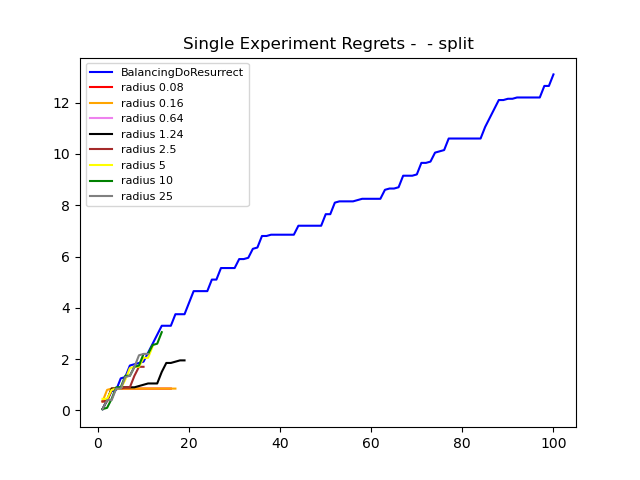 Single Experiment Regrets -  - split
BalancingDoResurrect
radius 0.08
radius 0.16
radius 0.64
radius 1.24
radius 2.5
radius 5
radius 10
radius 25
12
10
8
6
4
2
0
0 20 40 60 80 100